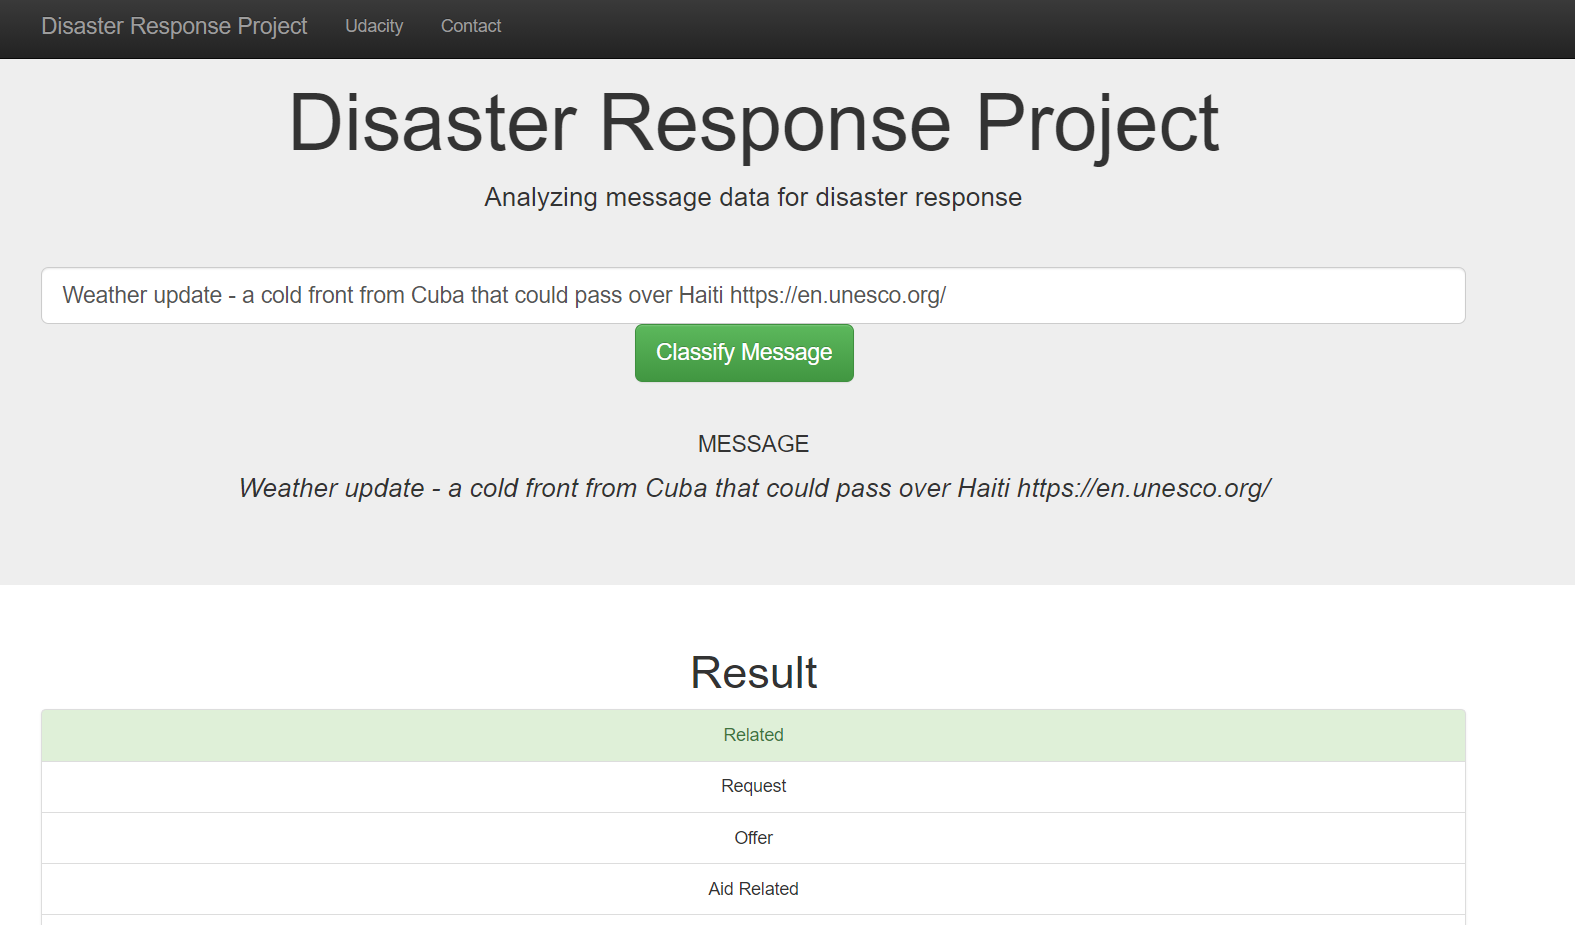 Disaster Response Project Udacity Contact
Disaster Response Project
Analyzing message data for disaster response
Weather update - a cold front from Cuba that could pass over Haiti https://en.unesco.org/
Classify Message
MESSAGE
Weather update - a cold front from Cuba that could pass over Haiti https://en.unesco.org/
Result
Related
Request
Offer
Aid Related